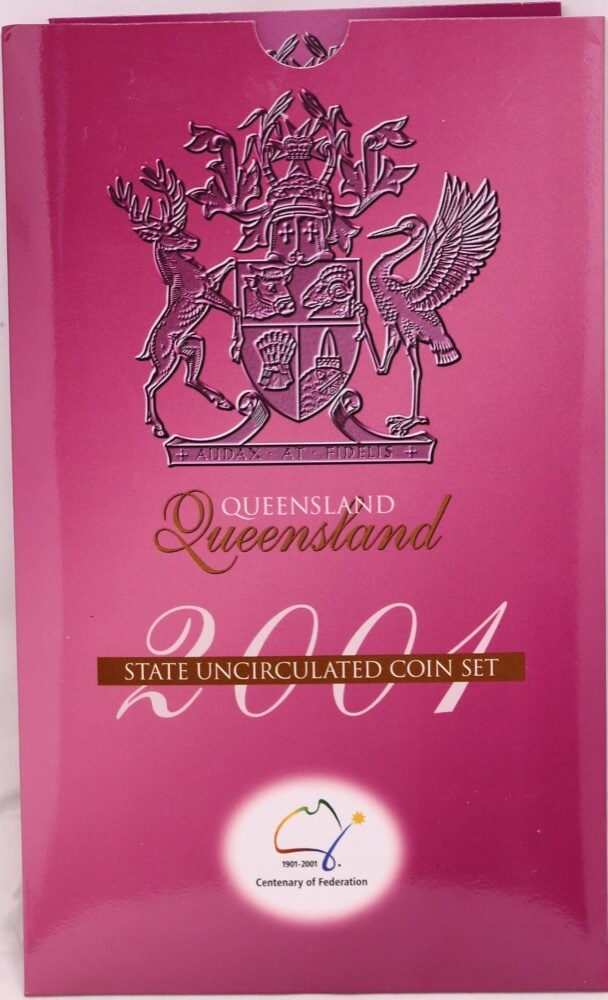 + AUDAX · AT · FIDELIS +
QUEENSLAND
Queensland
2001
STATE UNCIRCULATED COIN SET
1901-2001
Centenary of Federation